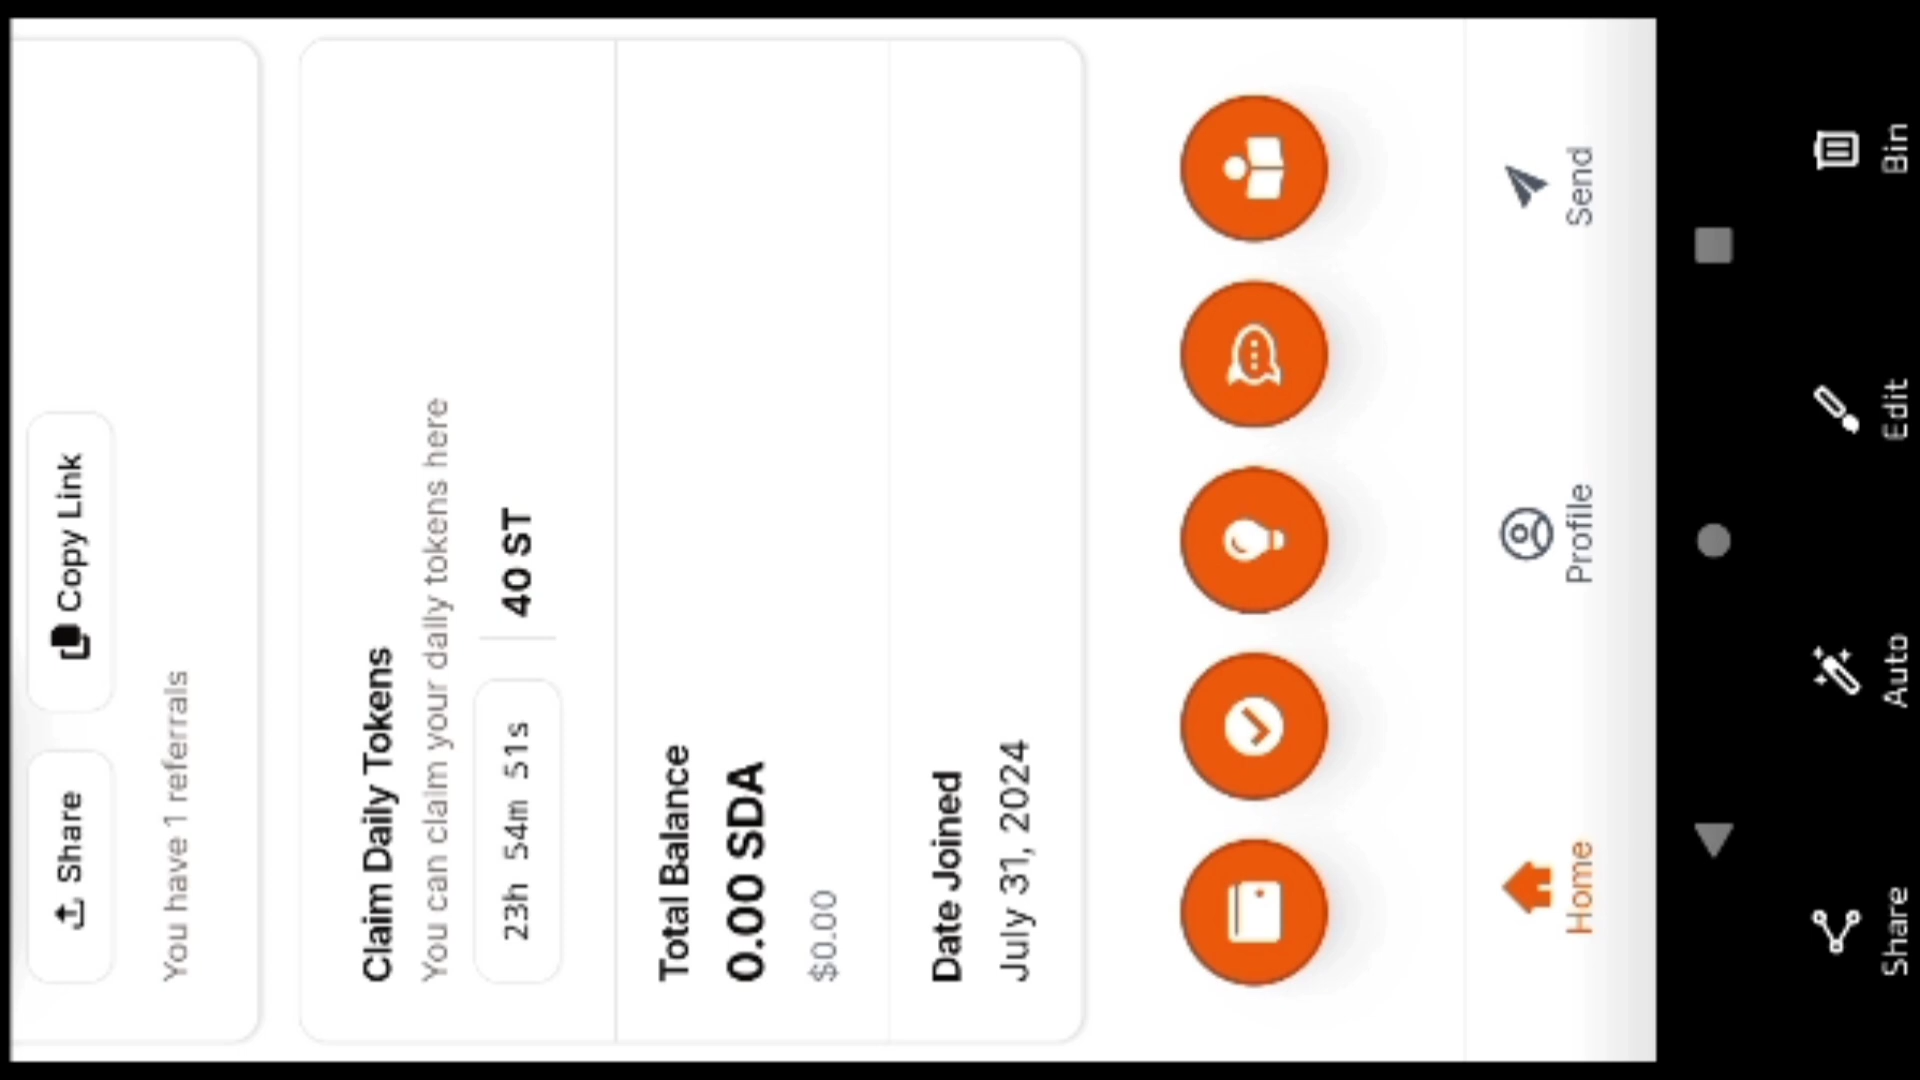 Share
Copy Link
You have 1 referrals
Claim Daily Tokens
You can claim your daily tokens here
23h 54m 51s
40 ST
Total Balance
0.00 SDA
$0.00
Date Joined
July 31, 2024
Home
Profile
Send
Share
Auto
Edit
Bin